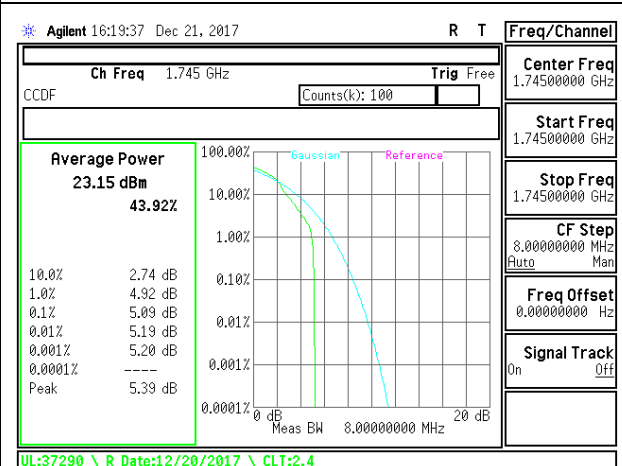 Agilent 16:19:37 Dec 21, 2017 R T Freq/Channel
Ch Freq 1.745 GHz Trig Free
CCDF Counts(k): 100
Center Freq
1.74500000 GHz
Start Freq
1.74500000 GHz
Stop Freq
1.74500000 GHz
CF Step
8.00000000 MHz
Auto Man
Freq Offset
0.00000000 Hz
Signal Track
On Off
Average Power
23.15 dBm
43.92%
10.0% 2.74 dB
1.0% 4.92 dB
0.1% 5.09 dB
0.01% 5.19 dB
0.001% 5.20 dB
0.0001% ----
Peak 5.39 dB
Gaussian Reference
100.00%
10.00%
1.00%
0.10%
0.01%
0.001%
0.0001%
0 dB 20 dB
Meas BW 8.00000000 MHz
UL:37290 \ R Date:12/20/2017 \ CLT:2.4